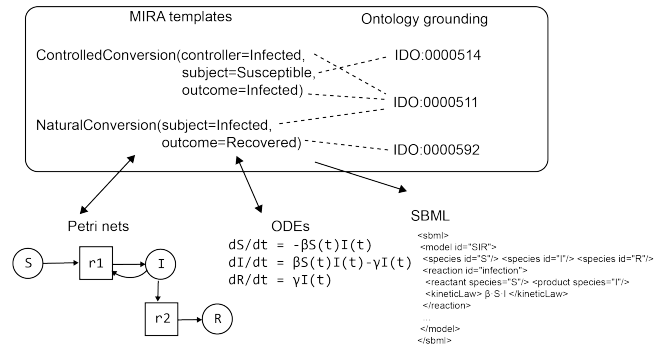 MIRA templates
Ontology grounding
ControlledConversion(controller=Infected,
subject=Susceptible,
outcome=Infected)
IDO:0000514
IDO:0000511
NaturalConversion(subject=Infected,
outcome=Recovered)
IDO:0000592
Petri nets
S
r1
I
r2
R
ODEs
dS/dt = -βS(t)I(t)
dI/dt = βS(t)I(t)-γI(t)
dR/dt = γI(t)
SBML
<sbml>
<model id="SIR">
<species id="S"/> <species id="I"/> <species id="R"/>
<reaction id="infection">
<reactant species="S"/> <product species="I"/>
<kineticLaw> β·S·I </kineticLaw>
</reaction>
...
</model>
</sbml>